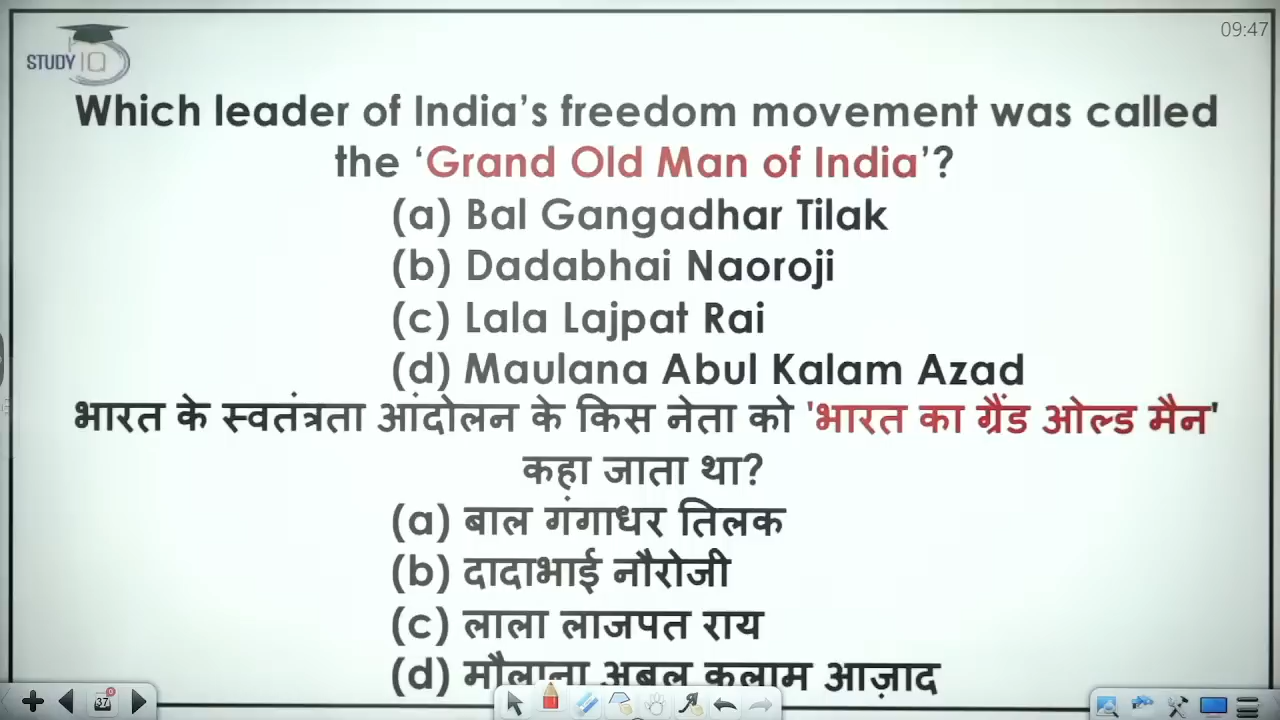 STUDY IQ
09:47
Which leader of India's freedom movement was called
the ‘Grand Old Man of India’?
(a) Bal Gangadhar Tilak
(b) Dadabhai Naoroji
(c) Lala Lajpat Rai
(d) Maulana Abul Kalam Azad
भारत के स्वतंत्रता आंदोलन के किस नेता को 'भारत का ग्रैंड ओल्ड मैन'
कहा जाता था?
(a) बाल गंगाधर तिलक
(b) दादाभाई नौरोजी
(c) लाला लाजपत राय
(d) मौलाना अबुल कलाम आज़ाद
37